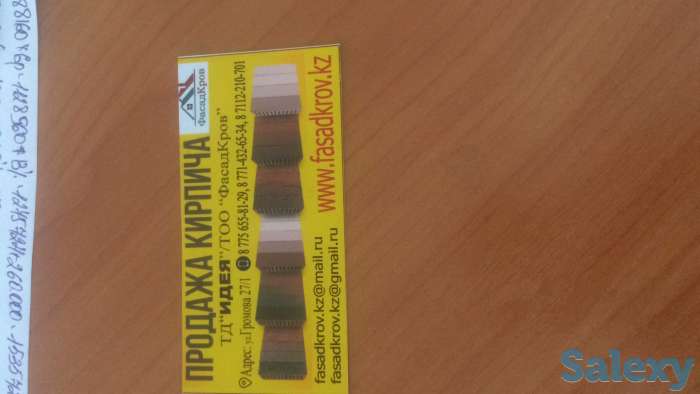 ФасадКров
ПРОДАЖА КИРПИЧА
ТД"ИДЕЯ"/ТОО "ФасадКров"
Адрес: ул.Громова 27/1 8 775 655-81-29, 8 771-432-65-34, 8 7112-210-701
fasadkrov.kz@mail.ru
fasadkrov.kz@gmail.ru
www.fasadkrov.kz
Salexy